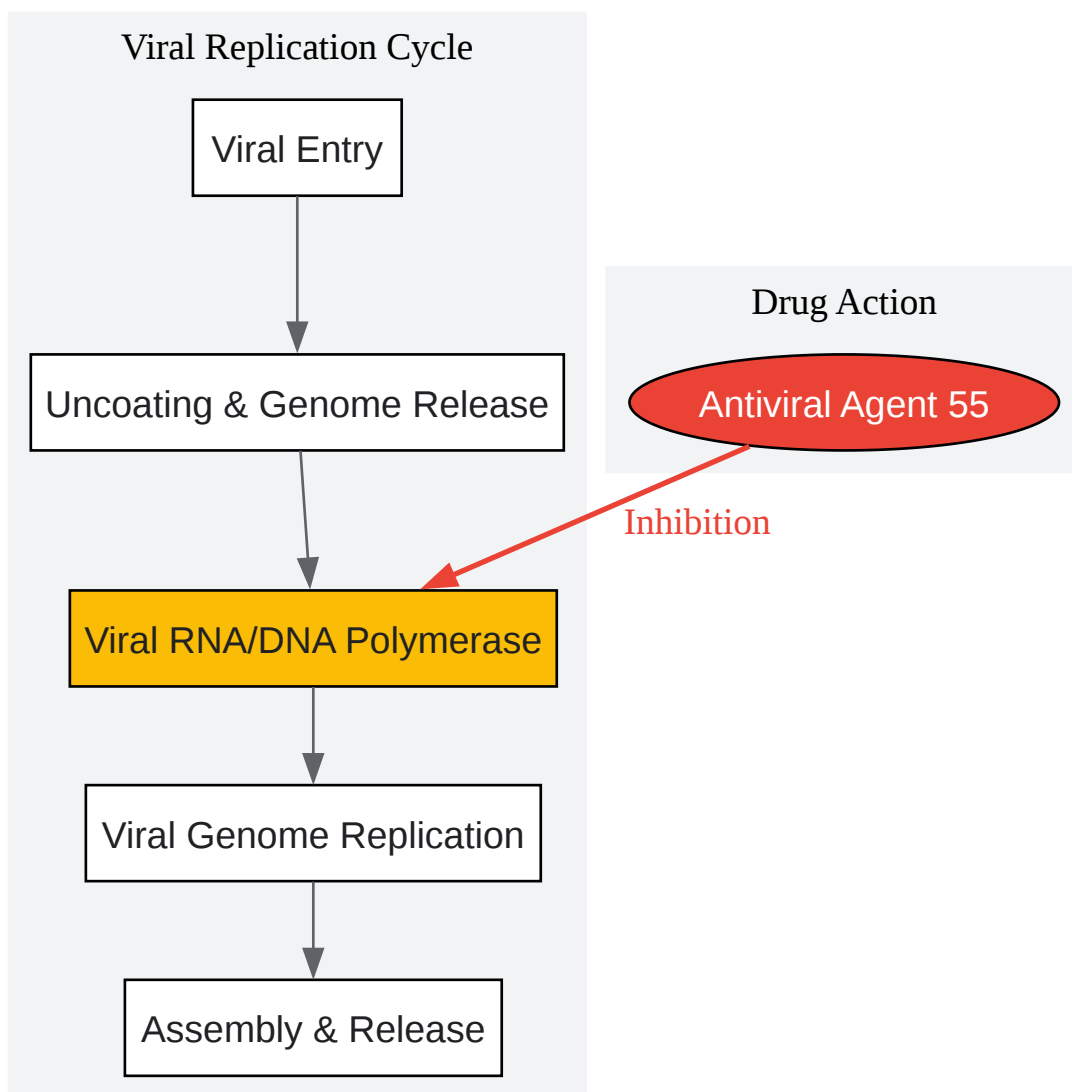 Viral Replication Cycle
Viral Entry
Drug Action
Uncoating & Genome Release
Antiviral Agent 55
Inhibition
Viral RNA/DNA Polymerase
Viral Genome Replication
Assembly & Release